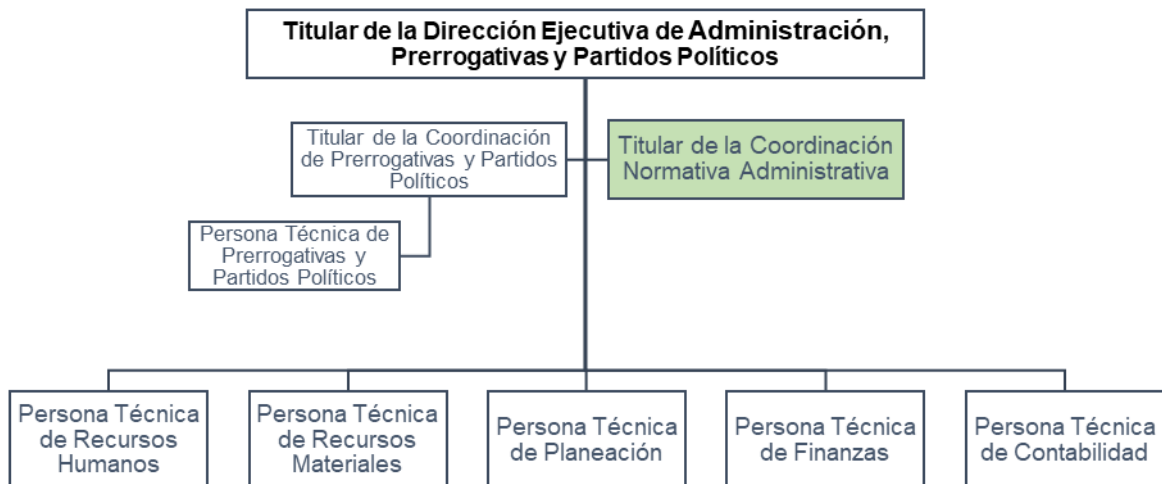 Titular de la Dirección Ejecutiva de Administración,
Prerrogativas y Partidos Políticos
Titular de la Coordinación
de Prerrogativas y Partidos
Políticos
Titular de la Coordinación
Normativa Administrativa
Persona Técnica de
Prerrogativas y
Partidos Políticos
Persona Técnica
de Recursos
Humanos
Persona Técnica
de Recursos
Materiales
Persona Técnica
de Planeación
Persona Técnica
de Finanzas
Persona Técnica
de Contabilidad